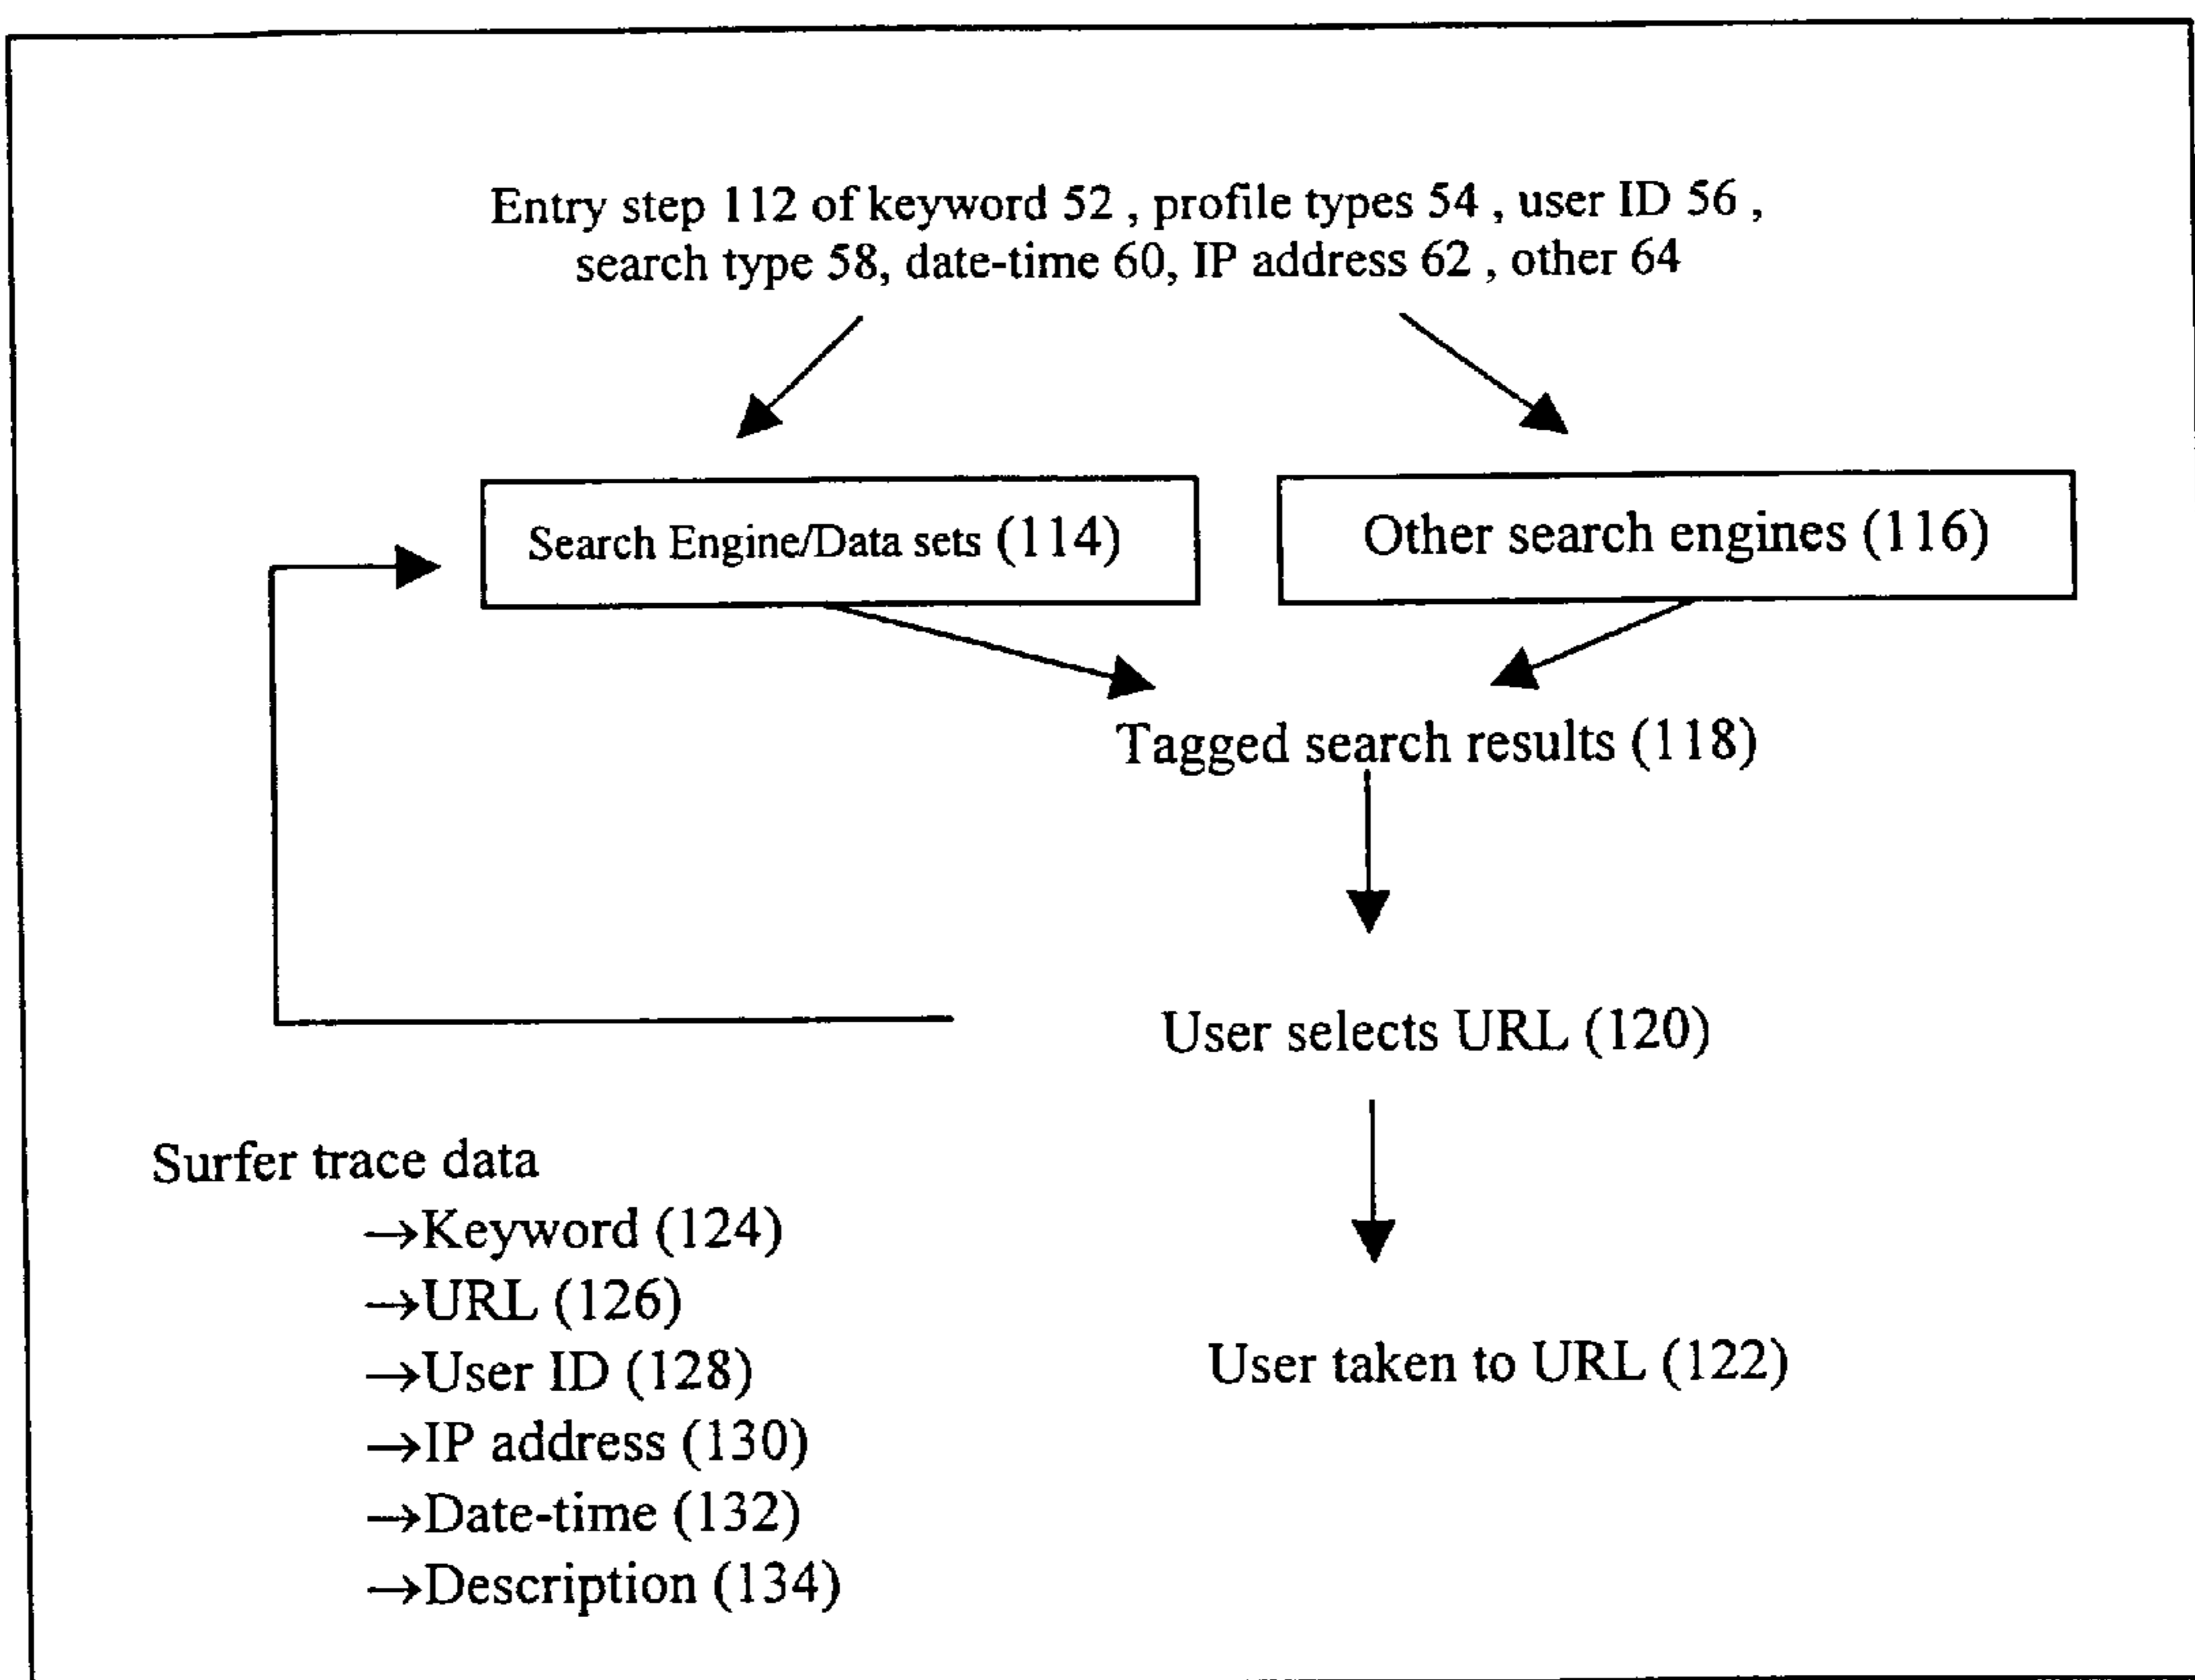 Entry step 112 of keyword 52 , profile types 54 , user ID 56 ,
search type 58, date-time 60, IP address 62 , other 64
Search Engine/Data sets (114)
Other search engines (116)
Tagged search results (118)
User selects URL (120)
Surfer trace data
→Keyword (124)
→URL (126)
→User ID (128)
→IP address (130)
→Date-time (132)
→Description (134)
User taken to URL (122)